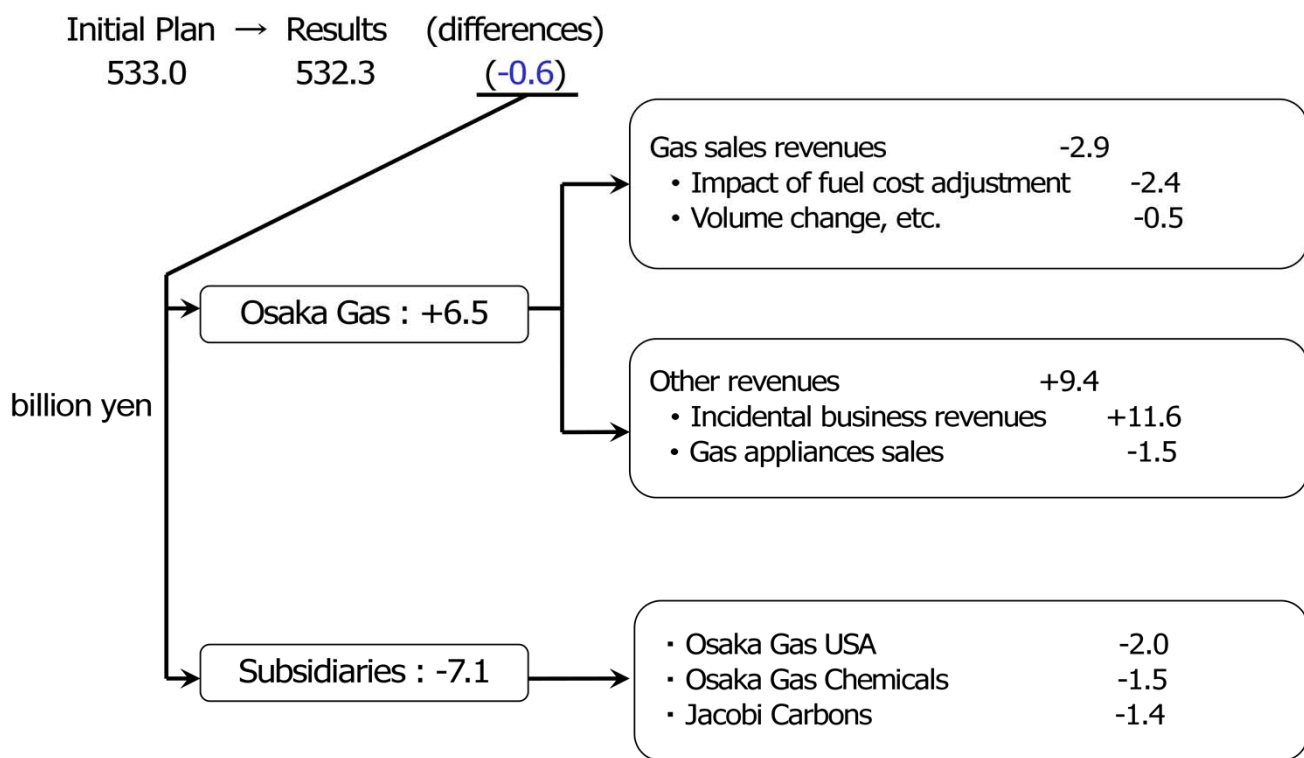 Initial Plan → Results (differences)
533.0 532.3 (-0.6)
Gas sales revenues -2.9
・Impact of fuel cost adjustment -2.4
・Volume change, etc. -0.5
Osaka Gas : +6.5
Other revenues +9.4
・Incidental business revenues +11.6
・Gas appliances sales -1.5
billion yen
Subsidiaries : -7.1
・Osaka Gas USA -2.0
・Osaka Gas Chemicals -1.5
・Jacobi Carbons -1.4